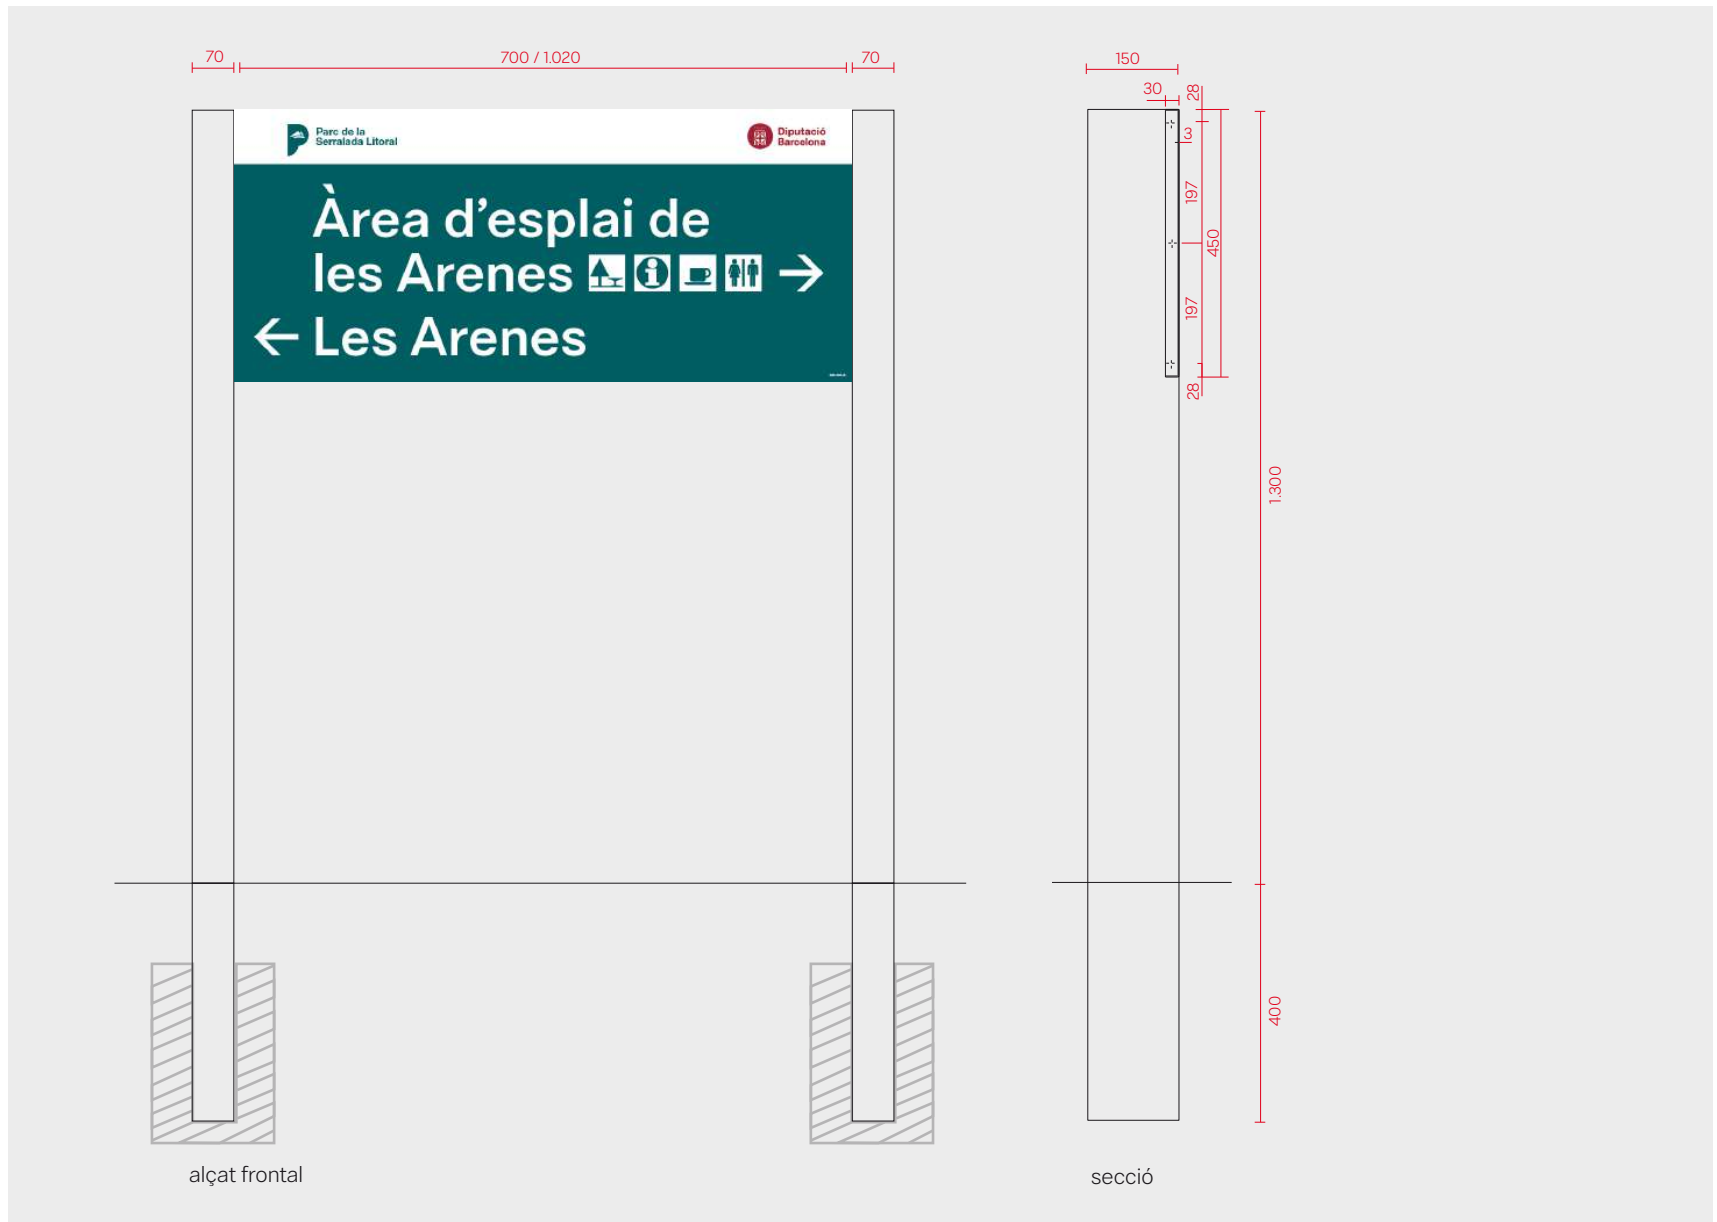 70
700 / 1.020
70
150
30
28
3
197
450
197
28
1.300
400
Parc de la
Serralada Litoral
Diputació
Barcelona
Àrea d’esplai de
les Arenes →
← Les Arenes
alçat frontal
secció